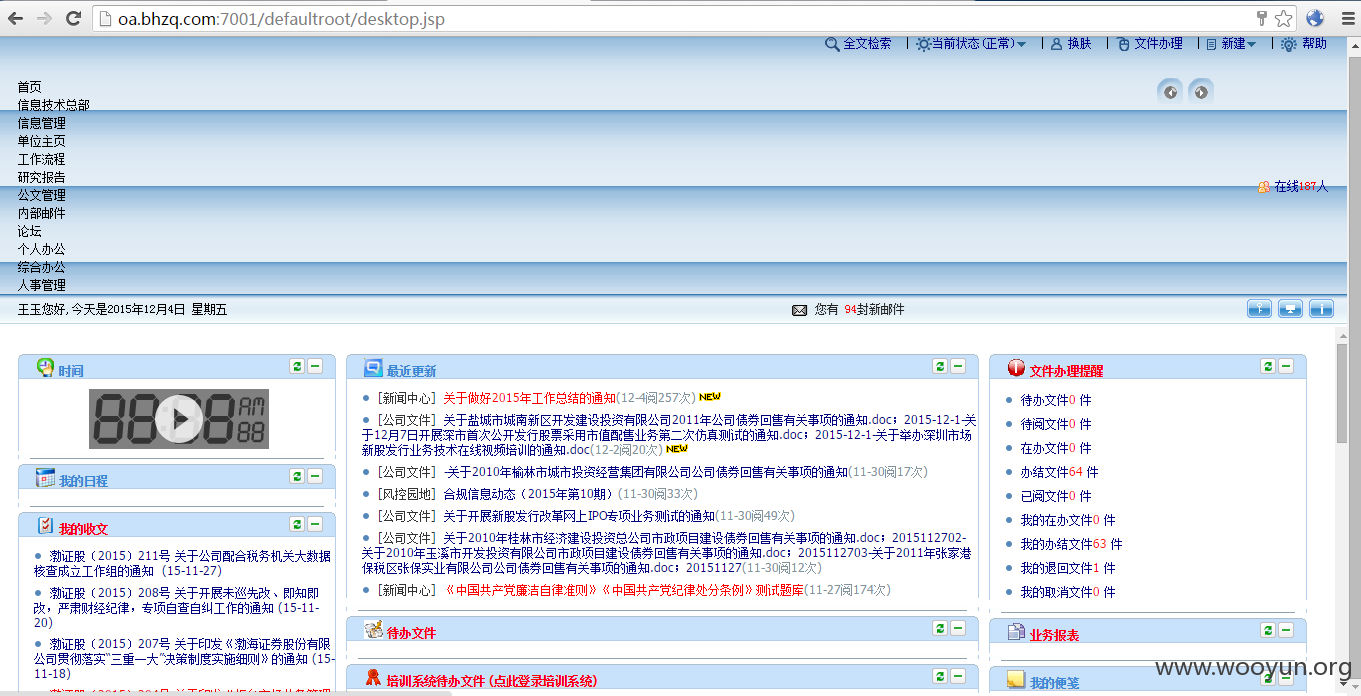 oa.bhzq.com:7001/defaultroot/desktop.jsp
全文检索 当前状态(正常) 换肤 文件办理 新建 帮助
首页
信息技术总部
信息管理
单位主页
工作流程
研究报告
公文管理
在线187人
内部邮件
论坛
个人办公
综合办公
人事管理
王玉您好,今天是2015年12月4日 星期五
您有 94封新邮件
时间
88:88 AM 88
我的日程
我的收文
渤证股（2015）211号 关于公司配合税务机关大数据
核查成立工作组的通知 (15-11-27)
渤证股（2015）208号 关于开展未巡先改、即知即
改，严肃财经纪律，专项自查自纠工作的通知 (15-11-
20)
渤证股（2015）207号 关于印发《渤海证券股份有限
公司贯彻落实“三重一大”决策制度实施细则》的通知 (15-
11-18)
最近更新
[新闻中心] 关于做好2015年工作总结的通知(12-4阅257次) NEW
[公司文件] 关于盐城市城南新区开发建设投资有限公司2011年公司债券回售有关事项的通知.doc；2015-12-1-关
于12月7日开展深市首次公开发行股票采用市值配售业务第二次仿真测试的通知.doc；2015-12-1-关于举办深圳市场
新股发行业务技术在线视频培训的通知.doc(12-2阅20次) NEW
[公司文件] -关于2010年榆林市城市投资经营集团有限公司公司债券回售有关事项的通知(11-30阅17次)
[风控园地] 合规信息动态（2015年第10期）(11-30阅33次)
[公司文件] 关于开展新股发行改革网上IPO专项业务测试的通知(11-30阅49次)
[公司文件] 关于2010年桂林市经济建设投资总公司市政项目建设债券回售有关事项的通知.doc；2015112702-
关于2010年玉溪市开发投资有限公司市政项目建设债券回售有关事项的通知.doc；2015112703-关于2011年张家港
保税区张保实业有限公司公司债券回售有关事项的通知.doc；20151127(11-30阅12次)
[新闻中心] 《中国共产党廉洁自律准则》《中国共产党纪律处分条例》测试题库(11-27阅174次)
待办文件
培训系统待办文件 (点此登录培训系统)
文件办理提醒
待办文件0 件
待阅文件0 件
在办文件0 件
办结文件64 件
已阅文件0 件
我的在办文件0 件
我的办结文件63 件
我的退回文件1 件
我的取消文件0 件
业务报表
我的便笺
www.wooyun.org